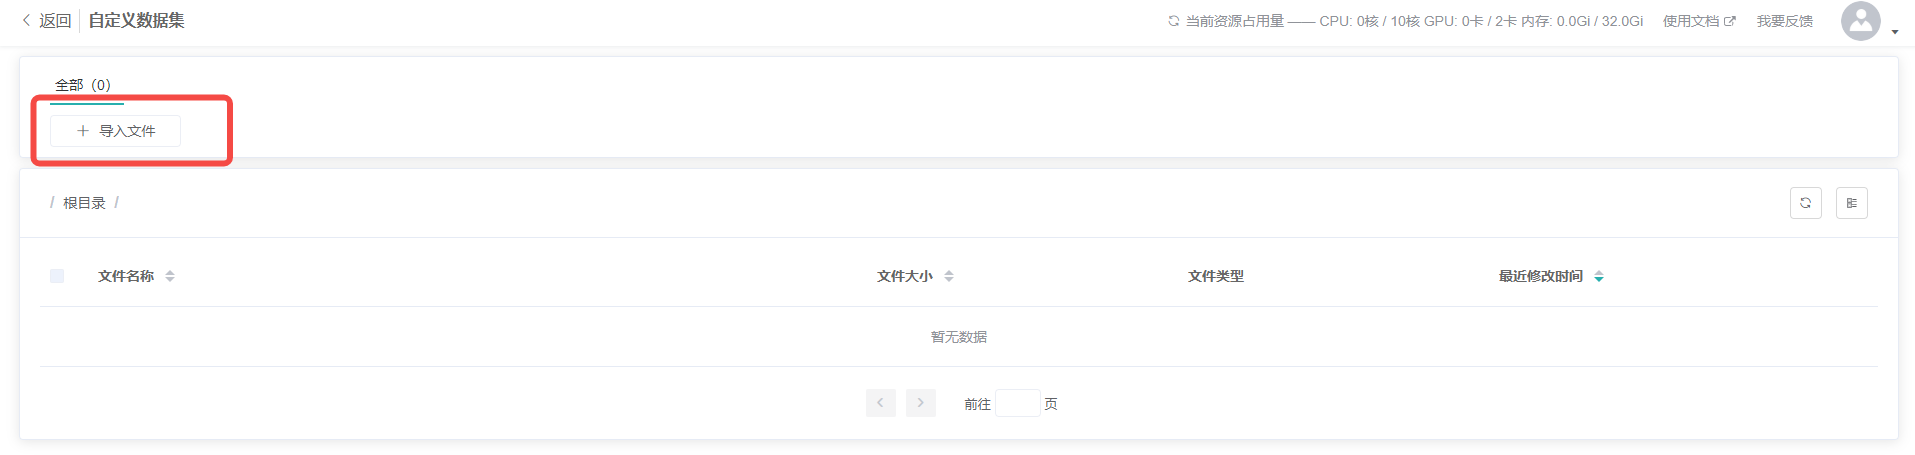 返回 自定义数据集 当前资源占用量 —— CPU: 0核 / 10核 GPU: 0卡 / 2卡 内存: 0.0Gi / 32.0Gi 使用文档 我要反馈
全部（0）
+ 导入文件
/ 根目录 /
文件名称 文件大小 文件类型 最近修改时间
暂无数据
前往 页